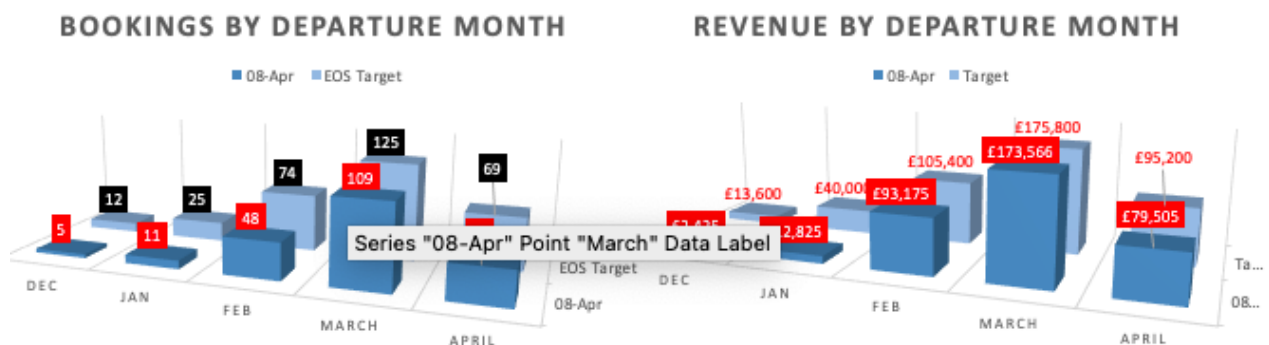 BOOKINGS BY DEPARTURE MONTH
08-Apr EOS Target
125
74
69
109
12
25
48
5
11
Series "08-Apr" Point "March" Data Label
EOS Target
08-Apr
DEC
JAN
FEB
MARCH
APRIL
REVENUE BY DEPARTURE MONTH
08-Apr Target
£175,800
£173,566
£105,400
£95,200
£13,600
£93,175
£79,505
Ta...
08...
DEC
JAN
FEB
MARCH
APRIL